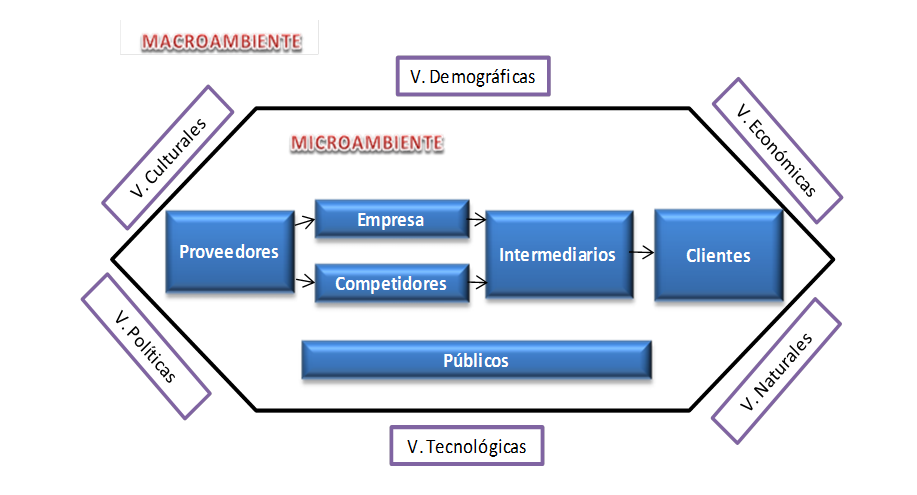 MACROAMBIENTE
V. Demográficas
V. Económicas
V. Culturales
MICROAMBIENTE
Proveedores
Empresa
Competidores
Intermediarios
Clientes
Públicos
V. Políticas
V. Tecnológicas
V. Naturales